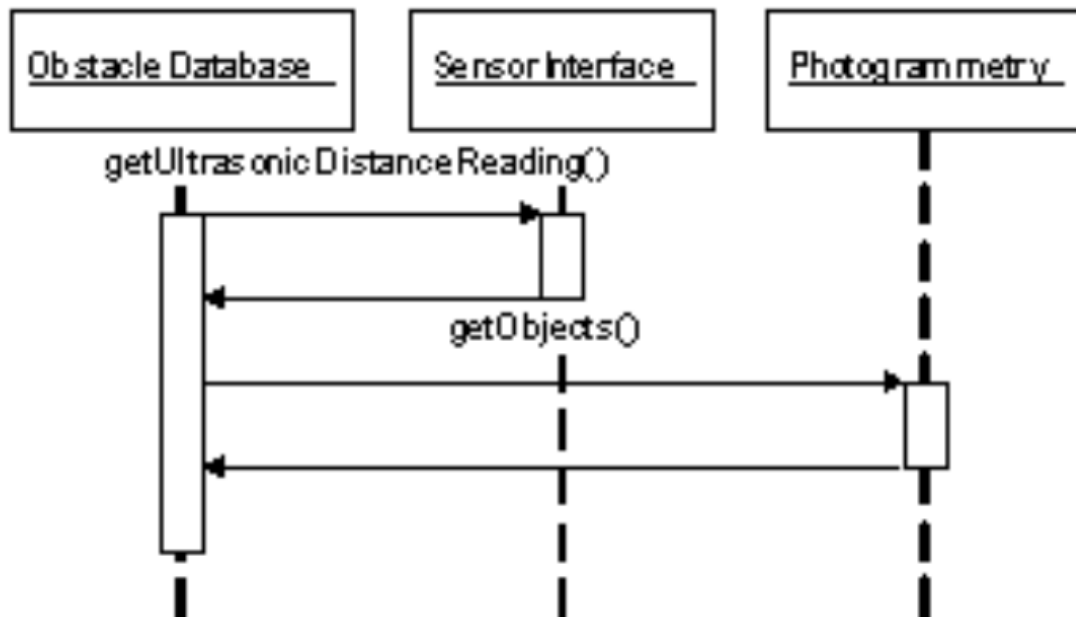 Obstacle Database
Sensor Interface
Photogrammetry
getUltrasonicDistanceReading()
getObjects()